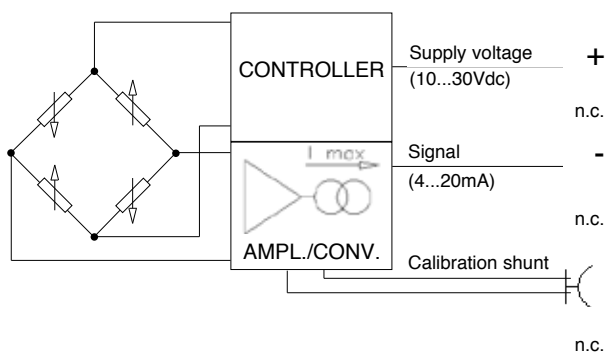 CONTROLLER
Supply voltage
+
(10...30Vdc)
n.c.
I max
Signal
-
(4...20mA)
n.c.
AMPL./CONV.
Calibration shunt
n.c.